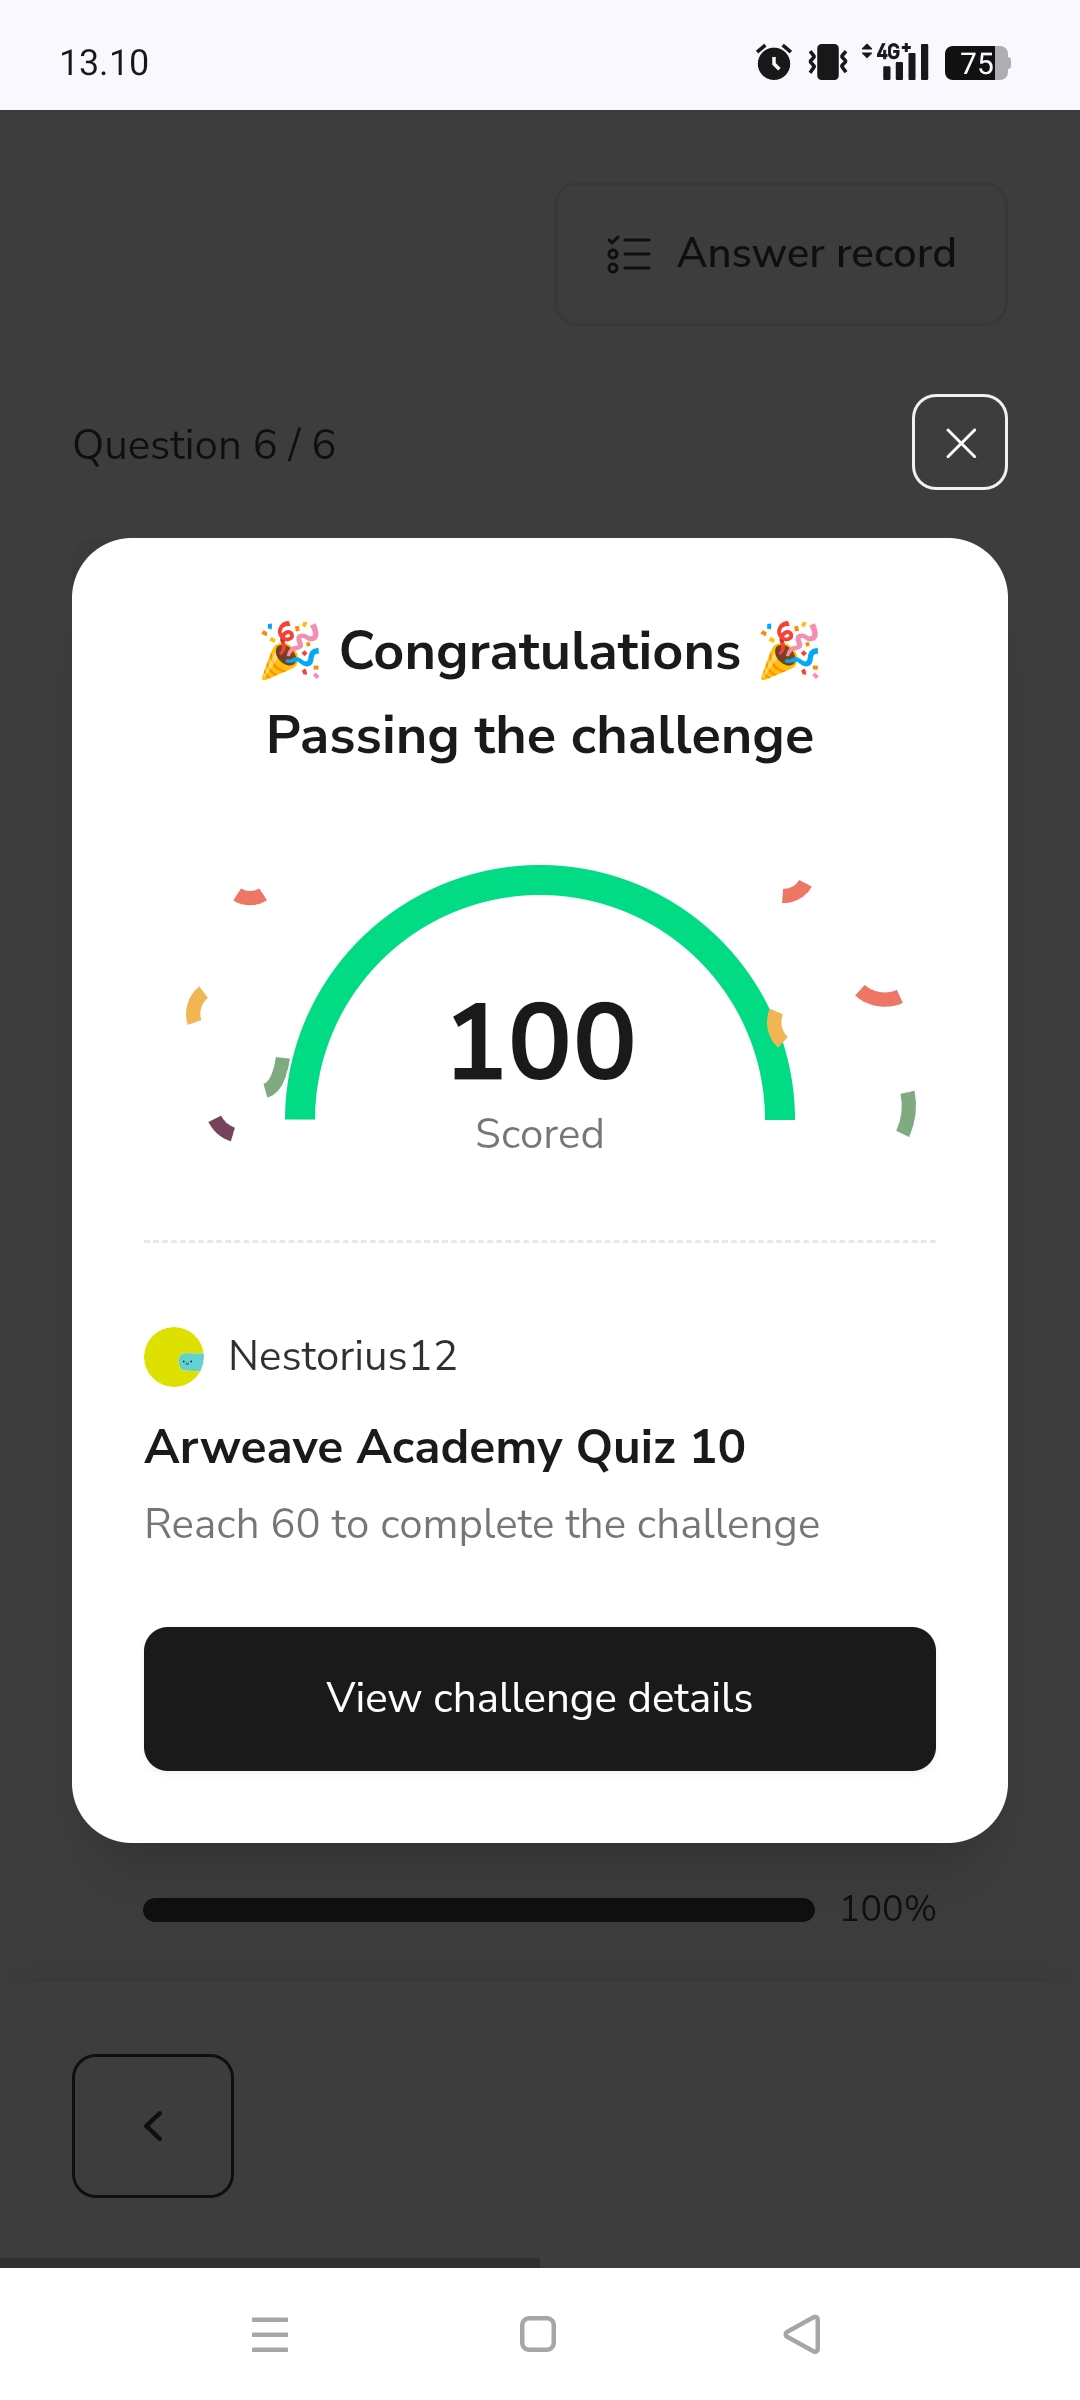 13.10
4G+
75
Answer record
Question 6 / 6
🎉 Congratulations 🎉
Passing the challenge
100
Scored
Nestorius12
Arweave Academy Quiz 10
Reach 60 to complete the challenge
View challenge details
100%